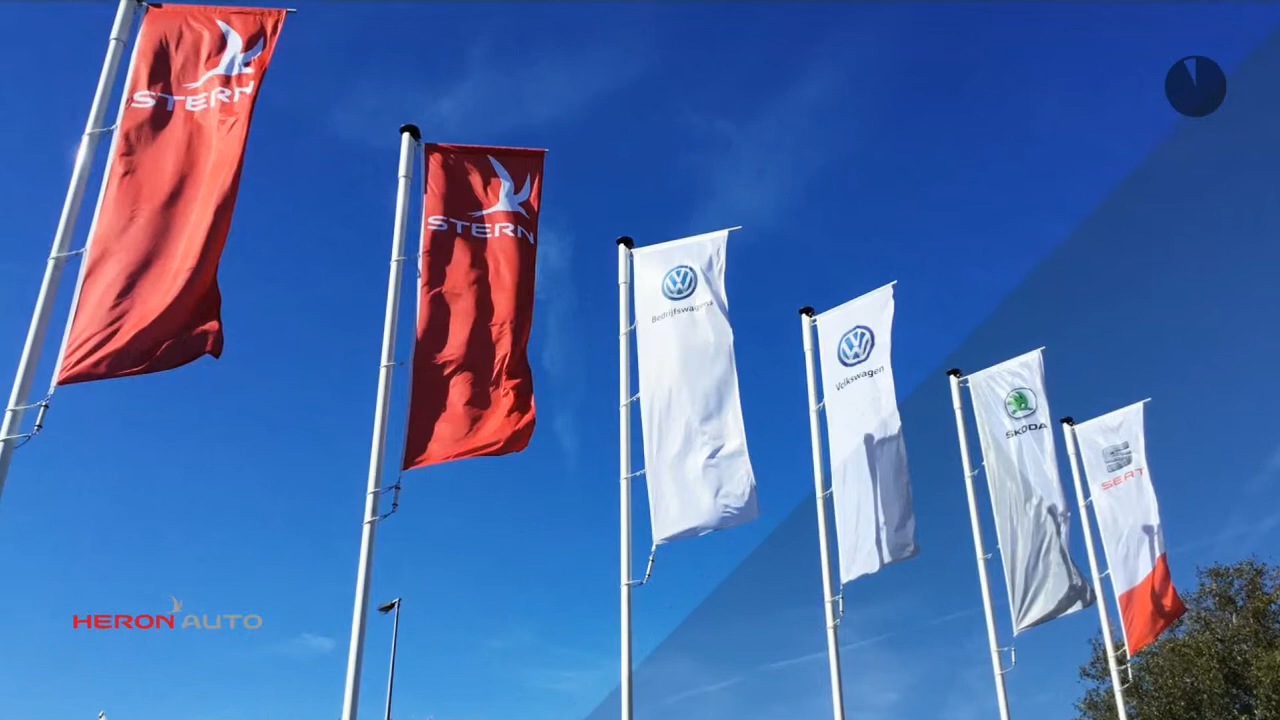 STERN
STERN
Bedrijfswagens
Volkswagen
ŠKODA
SEAT
HERON AUTO